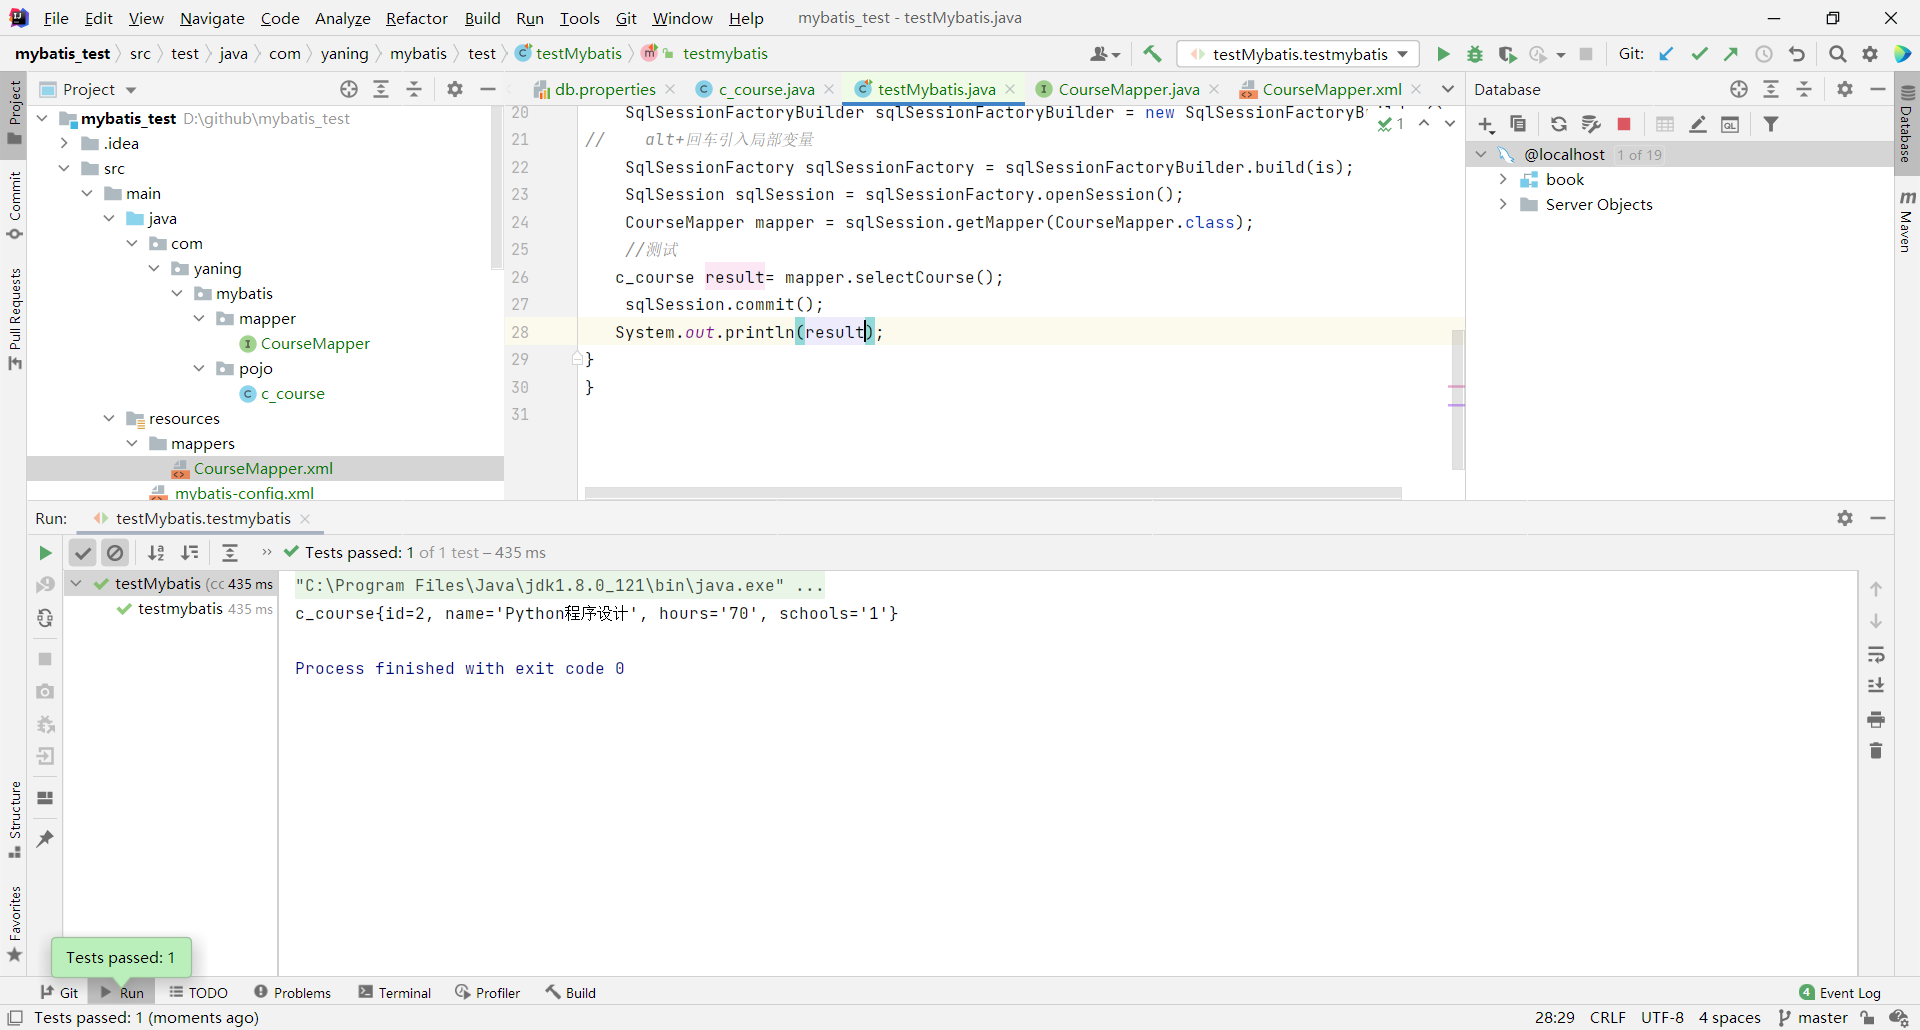 File Edit View Navigate Code Analyze Refactor Build Run Tools Git Window Help mybatis_test - testMybatis.java
mybatis_test src test java com yaning mybatis test testMybatis testmybatis testMybatis.testmybatis Git:
Project
db.properties c_course.java testMybatis.java CourseMapper.java CourseMapper.xml
Database
mybatis_test D:\github\mybatis_test
.idea
src
main
java
com
yaning
mybatis
mapper
CourseMapper
pojo
c_course
resources
mappers
CourseMapper.xml
mybatis-config.xml
20 SqlSessionFactoryBuilder sqlSessionFactoryBuilder = new SqlSessionFactoryB
21 // alt+回车引入局部变量
22 SqlSessionFactory sqlSessionFactory = sqlSessionFactoryBuilder.build(is);
23 SqlSession sqlSession = sqlSessionFactory.openSession();
24 CourseMapper mapper = sqlSession.getMapper(CourseMapper.class);
25 //测试
26 c_course result= mapper.selectCourse();
27 sqlSession.commit();
28 System.out.println(result);
29 }
30 }
31
1
@localhost 1 of 19
book
Server Objects
Project
Commit
Pull Requests
Structure
Favorites
Database
Maven
Run: testMybatis.testmybatis
Tests passed: 1 of 1 test – 435 ms
testMybatis (cc 435 ms
testmybatis 435 ms
"C:\Program Files\Java\jdk1.8.0_121\bin\java.exe" ...
c_course{id=2, name='Python程序设计', hours='70', schools='1'}
Process finished with exit code 0
Tests passed: 1
Git Run TODO Problems Terminal Profiler Build 4 Event Log
Tests passed: 1 (moments ago) 28:29 CRLF UTF-8 4 spaces master